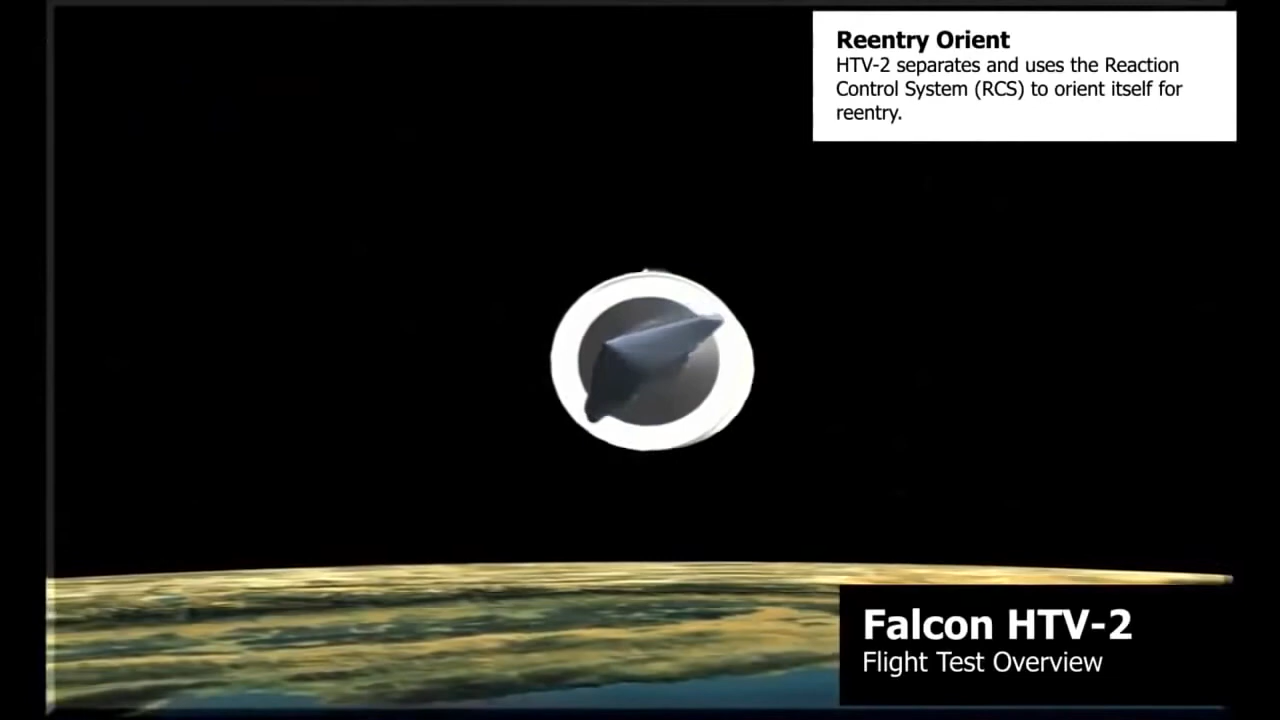 Reentry Orient
HTV-2 separates and uses the Reaction
Control System (RCS) to orient itself for
reentry.
Falcon HTV-2
Flight Test Overview